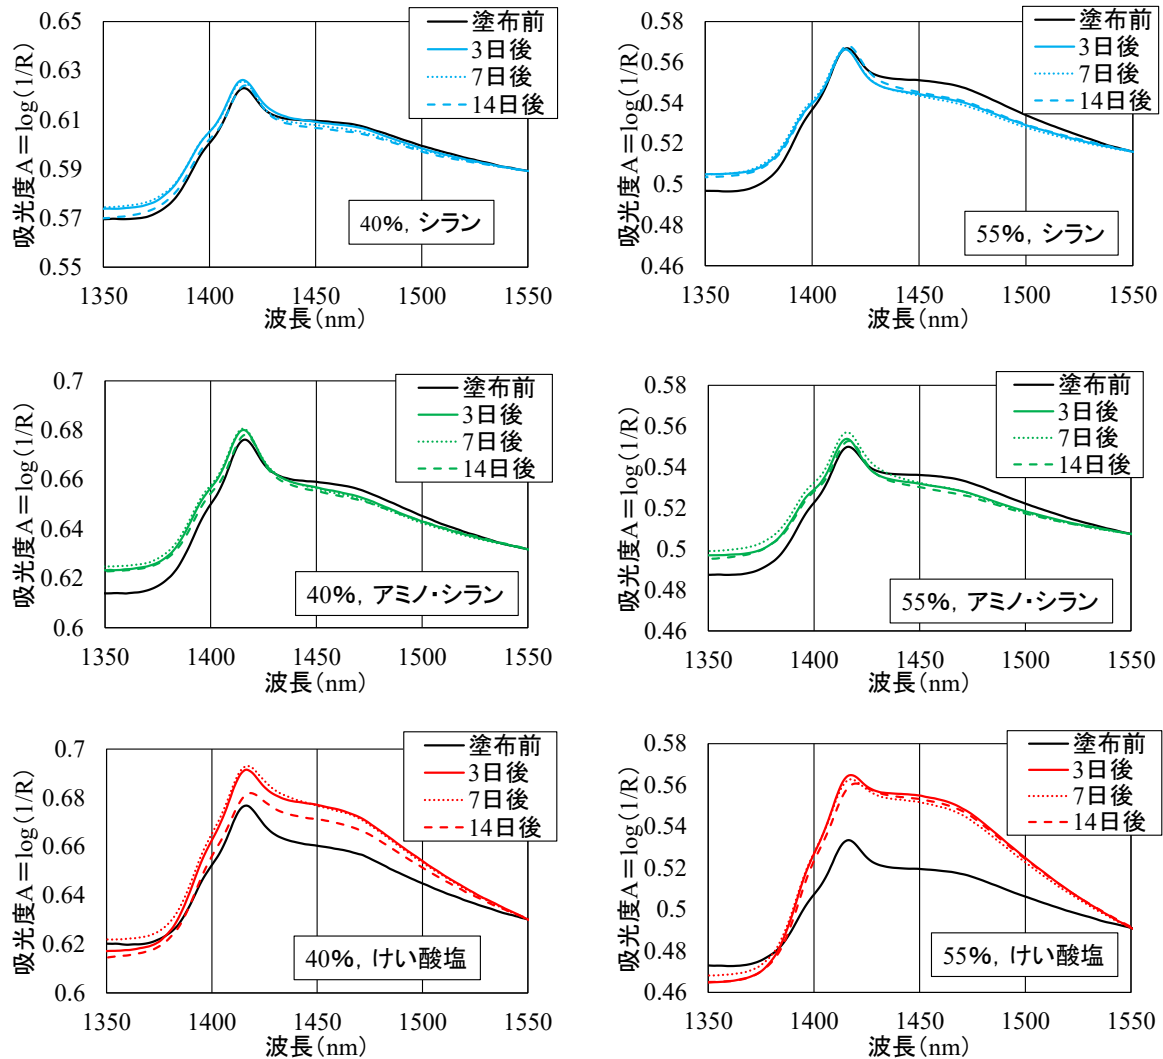 吸光度A=log(1/R)
0.65
0.63
0.61
0.59
0.57
0.55
塗布前
3日後
7日後
14日後
40%, シラン
1350 1400 1450 1500 1550
波長(nm)
吸光度A=log(1/R)
0.58
0.56
0.54
0.52
0.5
0.48
0.46
塗布前
3日後
7日後
14日後
55%, シラン
1350 1400 1450 1500 1550
波長(nm)
吸光度A=log(1/R)
0.7
0.68
0.66
0.64
0.62
0.6
塗布前
3日後
7日後
14日後
40%, アミノ・シラン
1350 1400 1450 1500 1550
波長(nm)
吸光度A=log(1/R)
0.58
0.56
0.54
0.52
0.5
0.48
0.46
塗布前
3日後
7日後
14日後
55%, アミノ・シラン
1350 1400 1450 1500 1550
波長(nm)
吸光度A=log(1/R)
0.7
0.68
0.66
0.64
0.62
0.6
塗布前
3日後
7日後
14日後
40%, けい酸塩
1350 1400 1450 1500 1550
波長(nm)
吸光度A=log(1/R)
0.58
0.56
0.54
0.52
0.5
0.48
0.46
塗布前
3日後
7日後
14日後
55%, けい酸塩
1350 1400 1450 1500 1550
波長(nm)